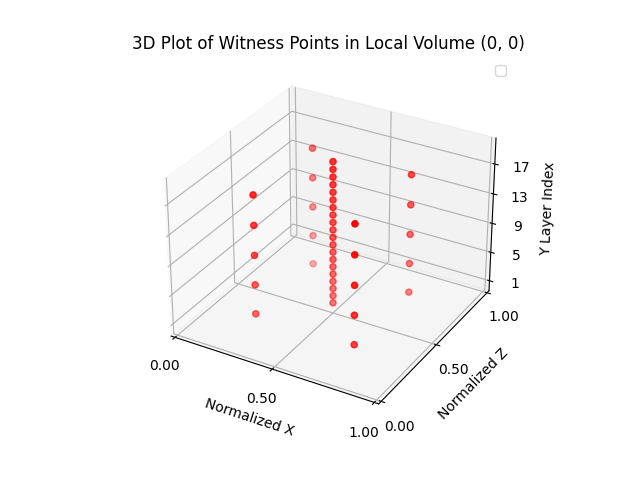 3D Plot of Witness Points in Local Volume (0, 0)
17
13
9
5
1
Y Layer Index
0.00
0.50
1.00
Normalized X
0.00
0.50
1.00
Normalized Z